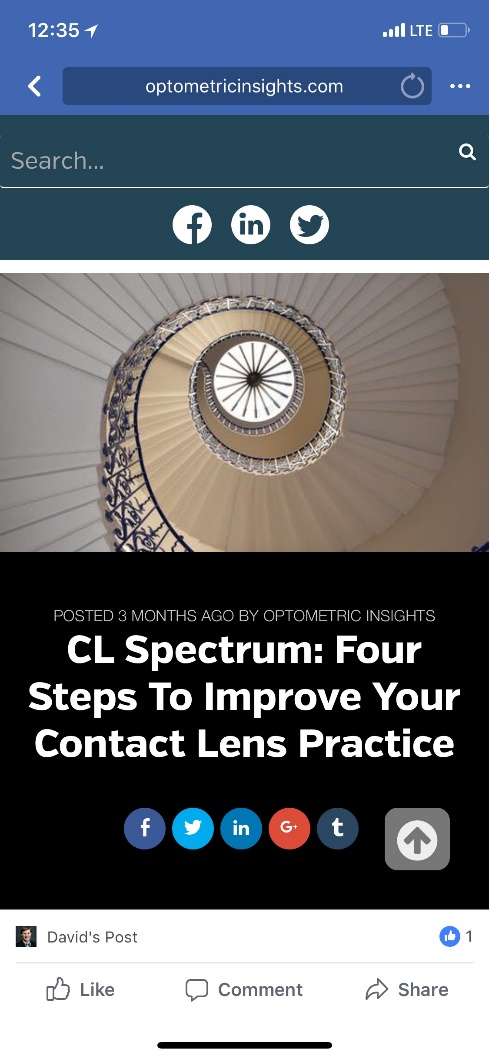 12:35
LTE
optometricinsights.com
Search...
POSTED 3 MONTHS AGO BY OPTOMETRIC INSIGHTS
CL Spectrum: Four
Steps To Improve Your
Contact Lens Practice
David's Post
1
Like Comment Share